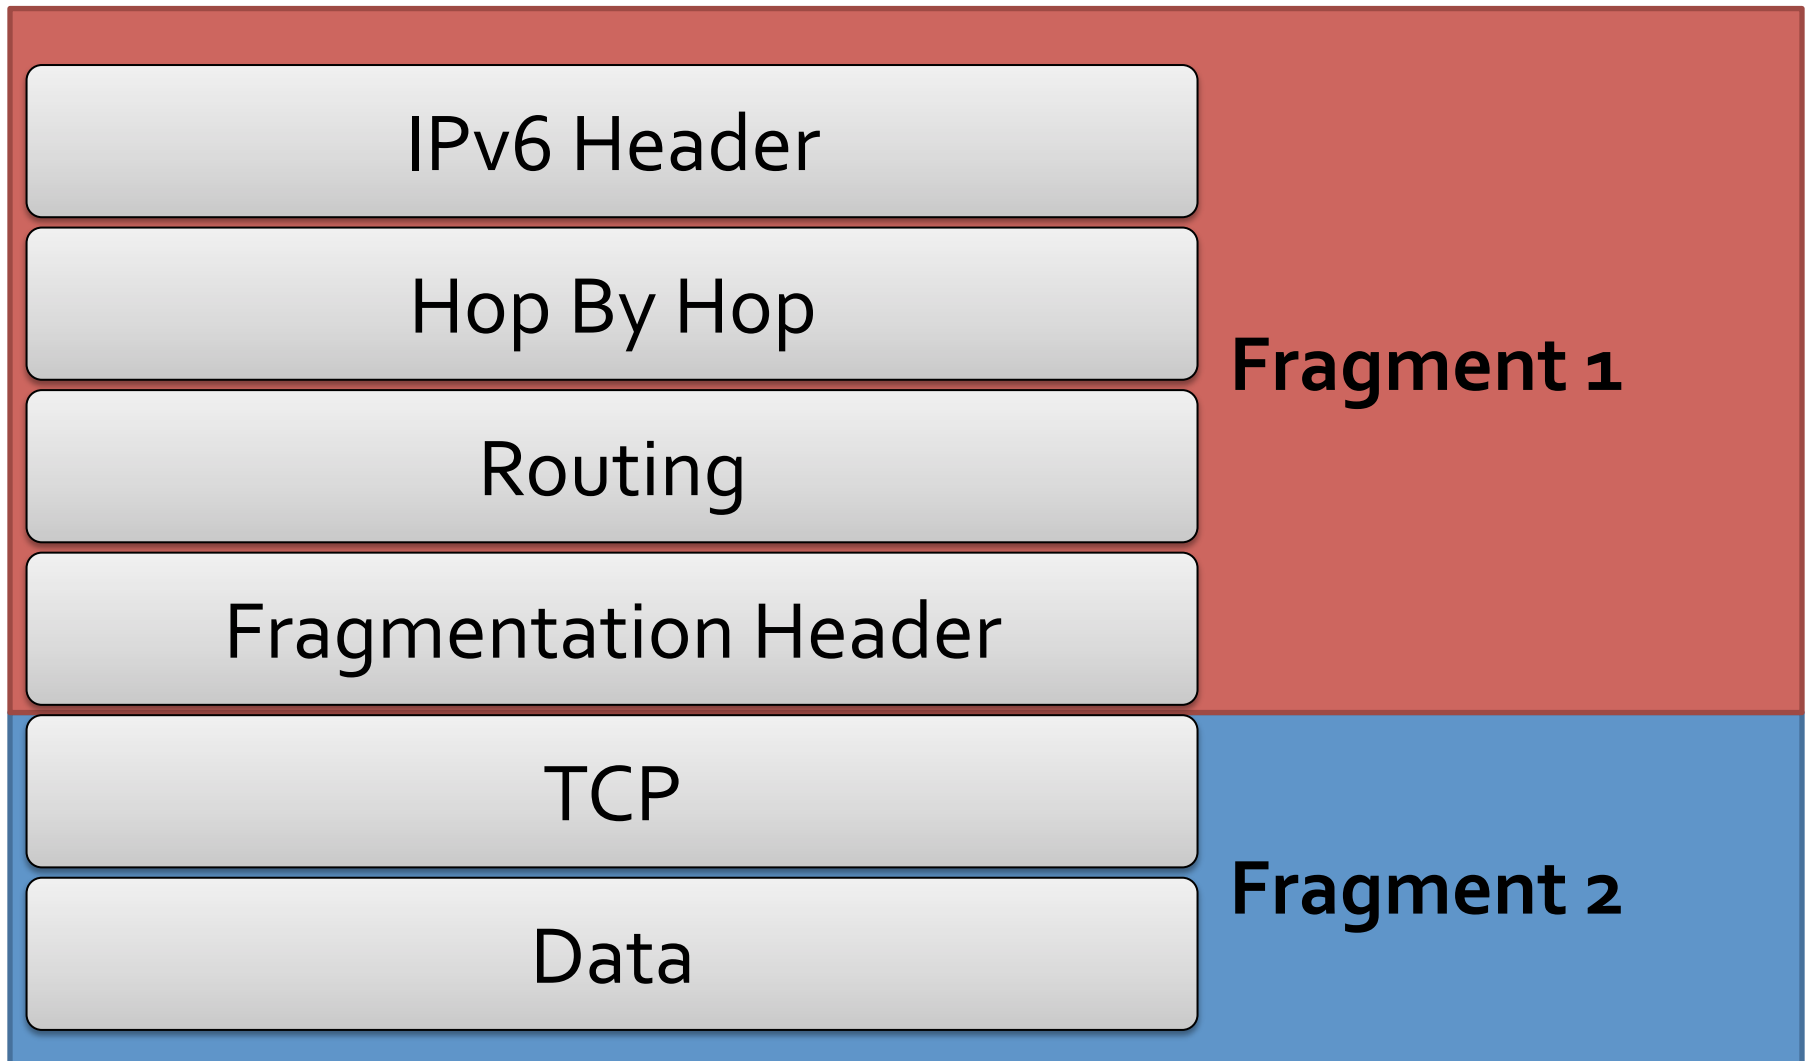 IPv6 Header
Hop By Hop
Fragment 1
Routing
Fragmentation Header
TCP
Fragment 2
Data